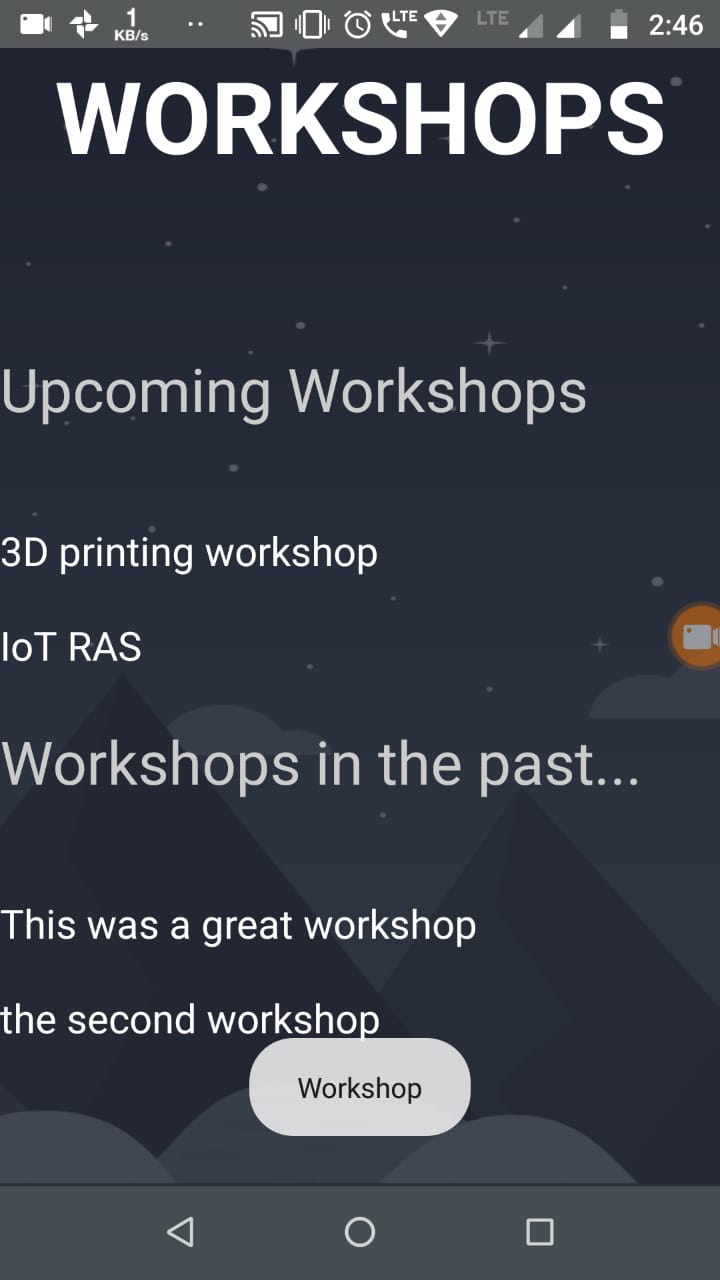 1
KB/s
LTE
LTE
2:46
WORKSHOPS
Upcoming Workshops
3D printing workshop
IoT RAS
Workshops in the past...
This was a great workshop
the second workshop
Workshop